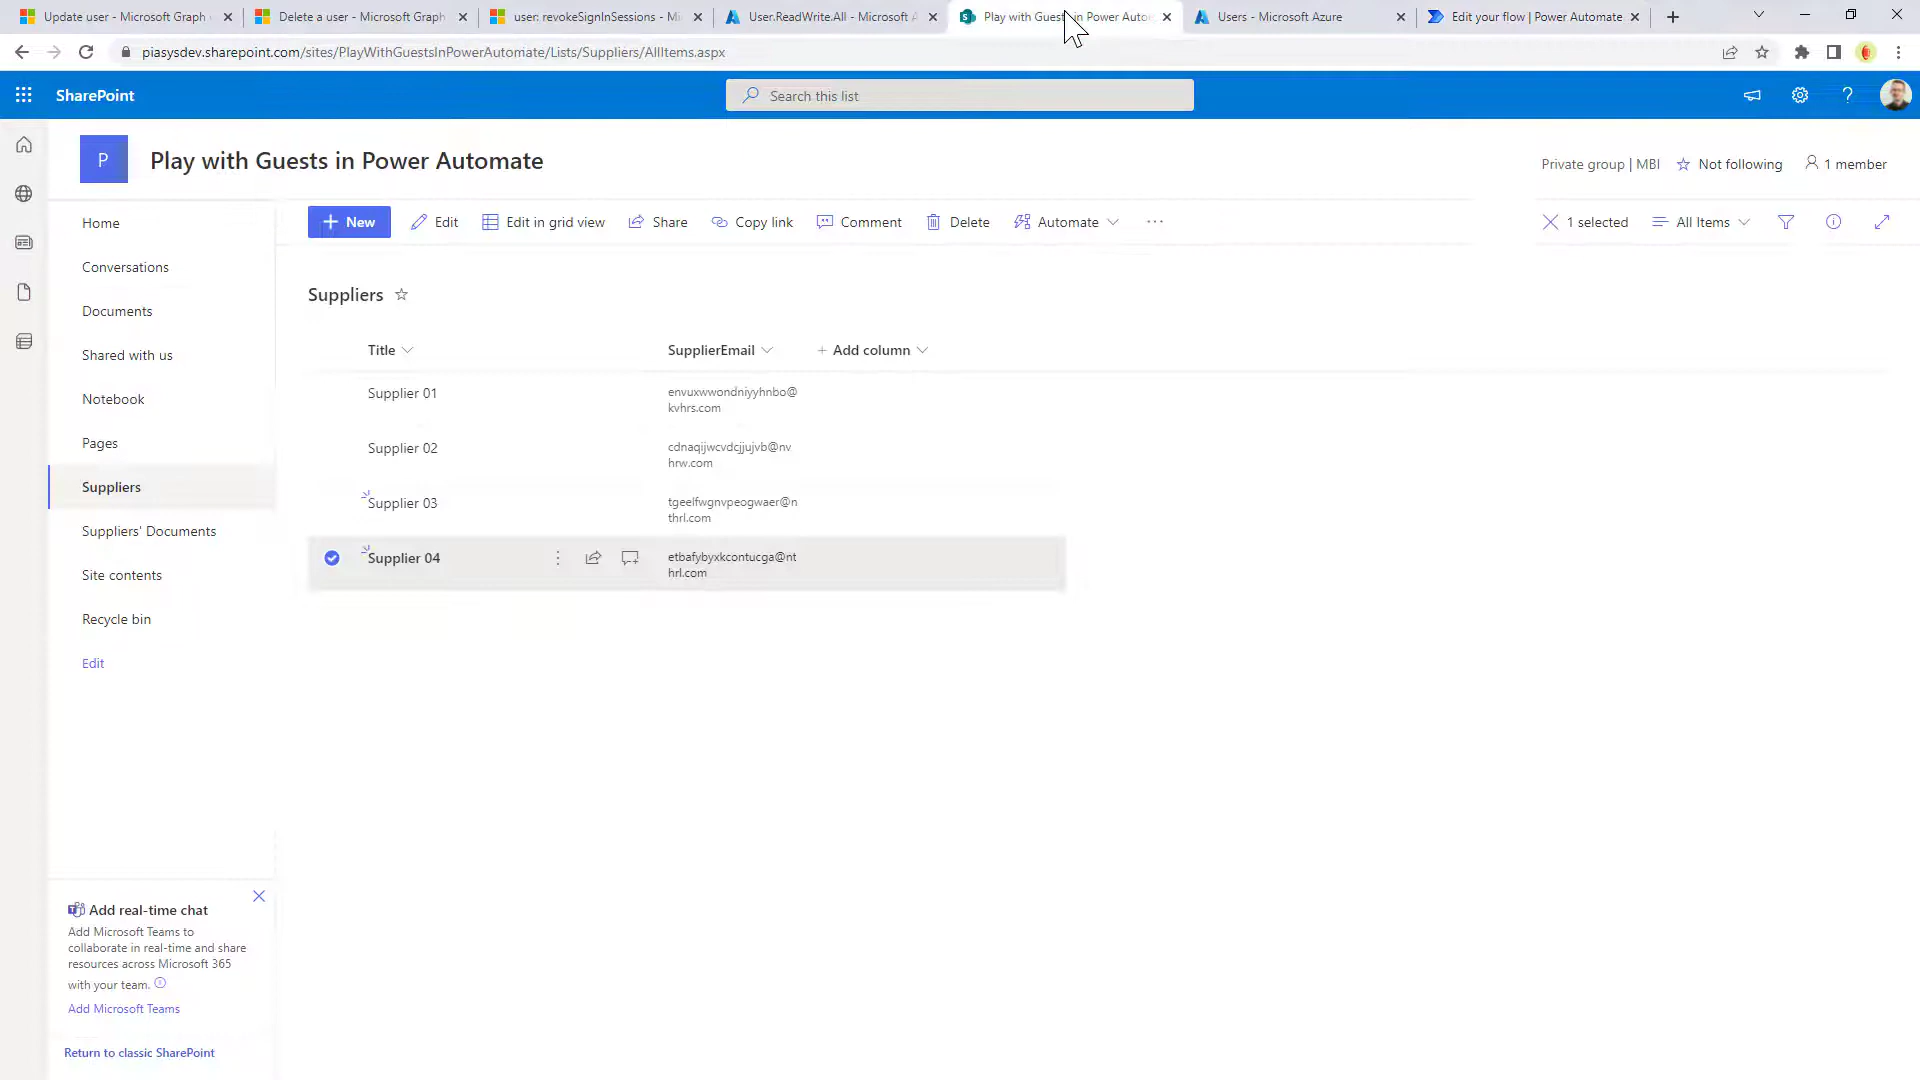 Update user - Microsoft Graph
Delete a user - Microsoft Graph
user: revokeSignInSessions - Mi
User.ReadWrite.All - Microsoft
Play with Guests in Power Autom
Users - Microsoft Azure
Edit your flow | Power Automate
piasysdev.sharepoint.com/sites/PlayWithGuestsInPowerAutomate/Lists/Suppliers/AllItems.aspx
SharePoint
Search this list
P
Play with Guests in Power Automate
Private group | MBI
Not following
1 member
Home
Conversations
Documents
Shared with us
Notebook
Pages
Suppliers
Suppliers' Documents
Site contents
Recycle bin
Edit
New
Edit
Edit in grid view
Share
Copy link
Comment
Delete
Automate
1 selected
All Items
Suppliers
Title
SupplierEmail
Add column
Supplier 01
envuxwwondniyyhnbo@
kvhrs.com
Supplier 02
cdnaqijwcvdcjjujvb@nv
hrw.com
Supplier 03
tgeelfwgnvpeogwaer@n
thrl.com
Supplier 04
etbafybyxkcontucga@nt
hrl.com
Add real-time chat
Add Microsoft Teams to
collaborate in real-time and share
resources across Microsoft 365
with your team.
Add Microsoft Teams
Return to classic SharePoint